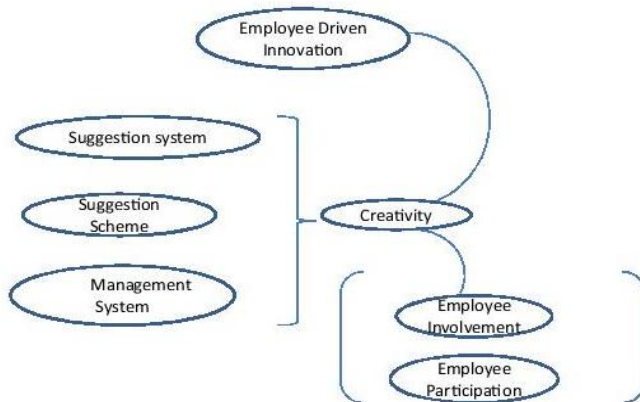 Employee Driven
Innovation
Suggestion system
Suggestion
Scheme
Creativity
Management
System
Employee
Involvement
Employee
Participation